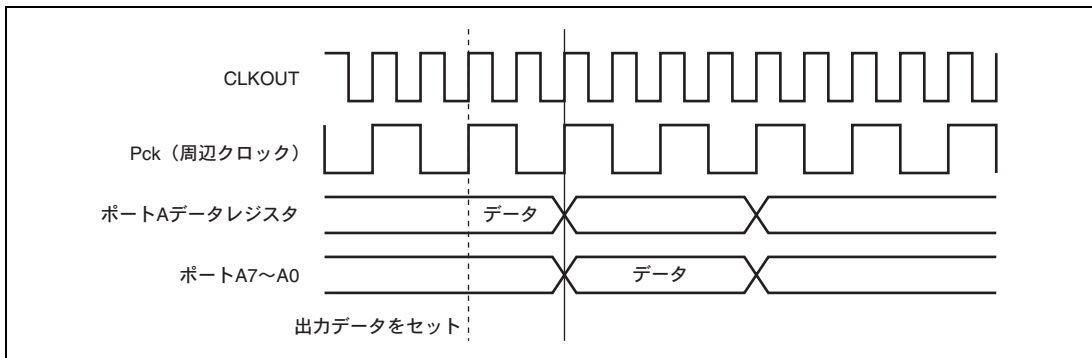 CLKOUT
Pck（周辺クロック）
ポートAデータレジスタ
データ
ポートA7〜A0
データ
出力データをセット